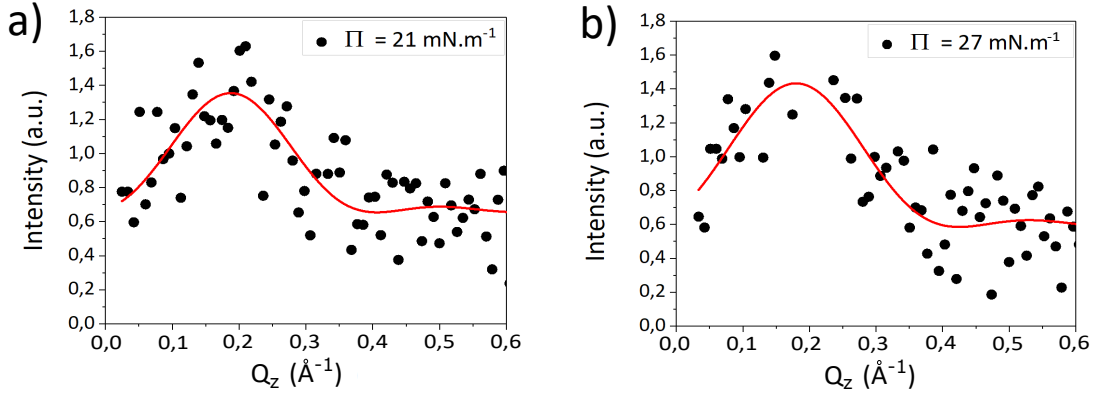 a)
Π = 21 mN.m⁻¹
1,8
1,6
1,4
1,2
1,0
0,8
0,6
0,4
0,2
0,0
Intensity (a.u.)
0,0 0,1 0,2 0,3 0,4 0,5 0,6
Q_z (Å⁻¹)
b)
Π = 27 mN.m⁻¹
1,8
1,6
1,4
1,2
1,0
0,8
0,6
0,4
0,2
0,0
Intensity (a.u.)
0,0 0,1 0,2 0,3 0,4 0,5 0,6
Q_z (Å⁻¹)